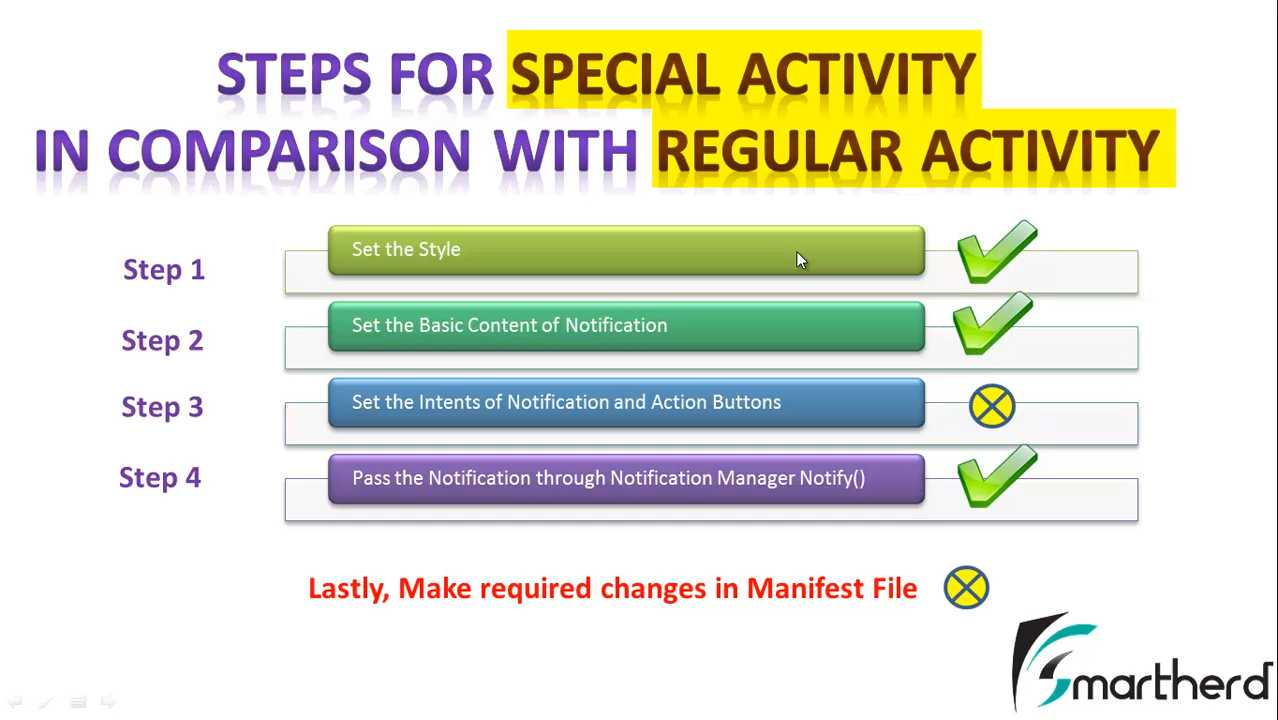 STEPS FOR SPECIAL ACTIVITY
IN COMPARISON WITH REGULAR ACTIVITY
Step 1
Set the Style
Step 2
Set the Basic Content of Notification
Step 3
Set the Intents of Notification and Action Buttons
Step 4
Pass the Notification through Notification Manager Notify()
Lastly, Make required changes in Manifest File
Smartherd